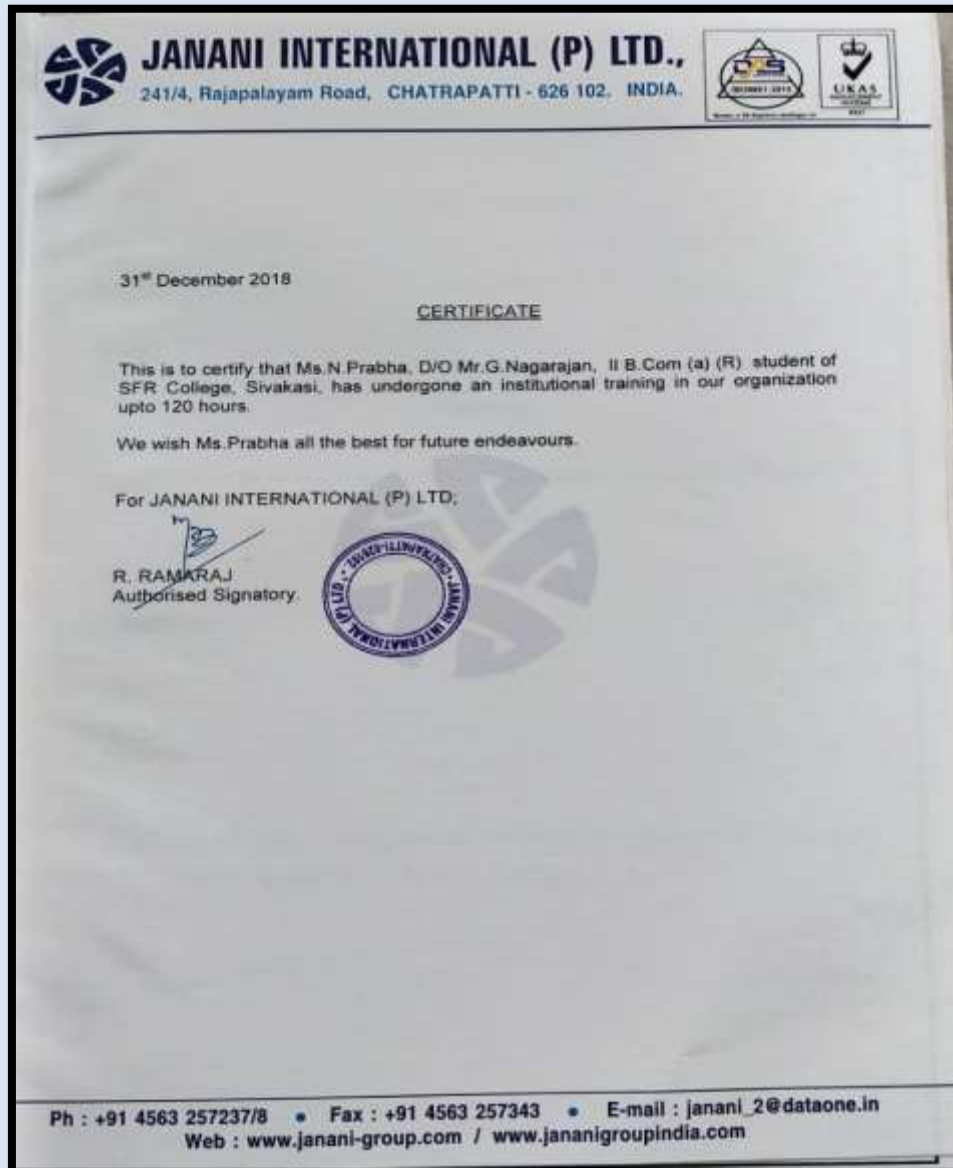 JANANI INTERNATIONAL (P) LTD.,
241/4, Rajapalayam Road, CHATRAPATTI - 626 102. INDIA.
UKAS
31st December 2018
CERTIFICATE
This is to certify that Ms.N.Prabha, D/O Mr.G.Nagarajan, II B.Com (a) (R) student of
SFR College, Sivakasi, has undergone an institutional training in our organization
upto 120 hours.
We wish Ms.Prabha all the best for future endeavours.
For JANANI INTERNATIONAL (P) LTD;
R. RAMARAJ
Authorised Signatory.
JANANI INTERNATIONAL (P) LTD. * CHATRAPATTI-626102. *
Ph : +91 4563 257237/8 • Fax : +91 4563 257343 • E-mail : janani_2@dataone.in
Web : www.janani-group.com / www.jananigroupindia.com